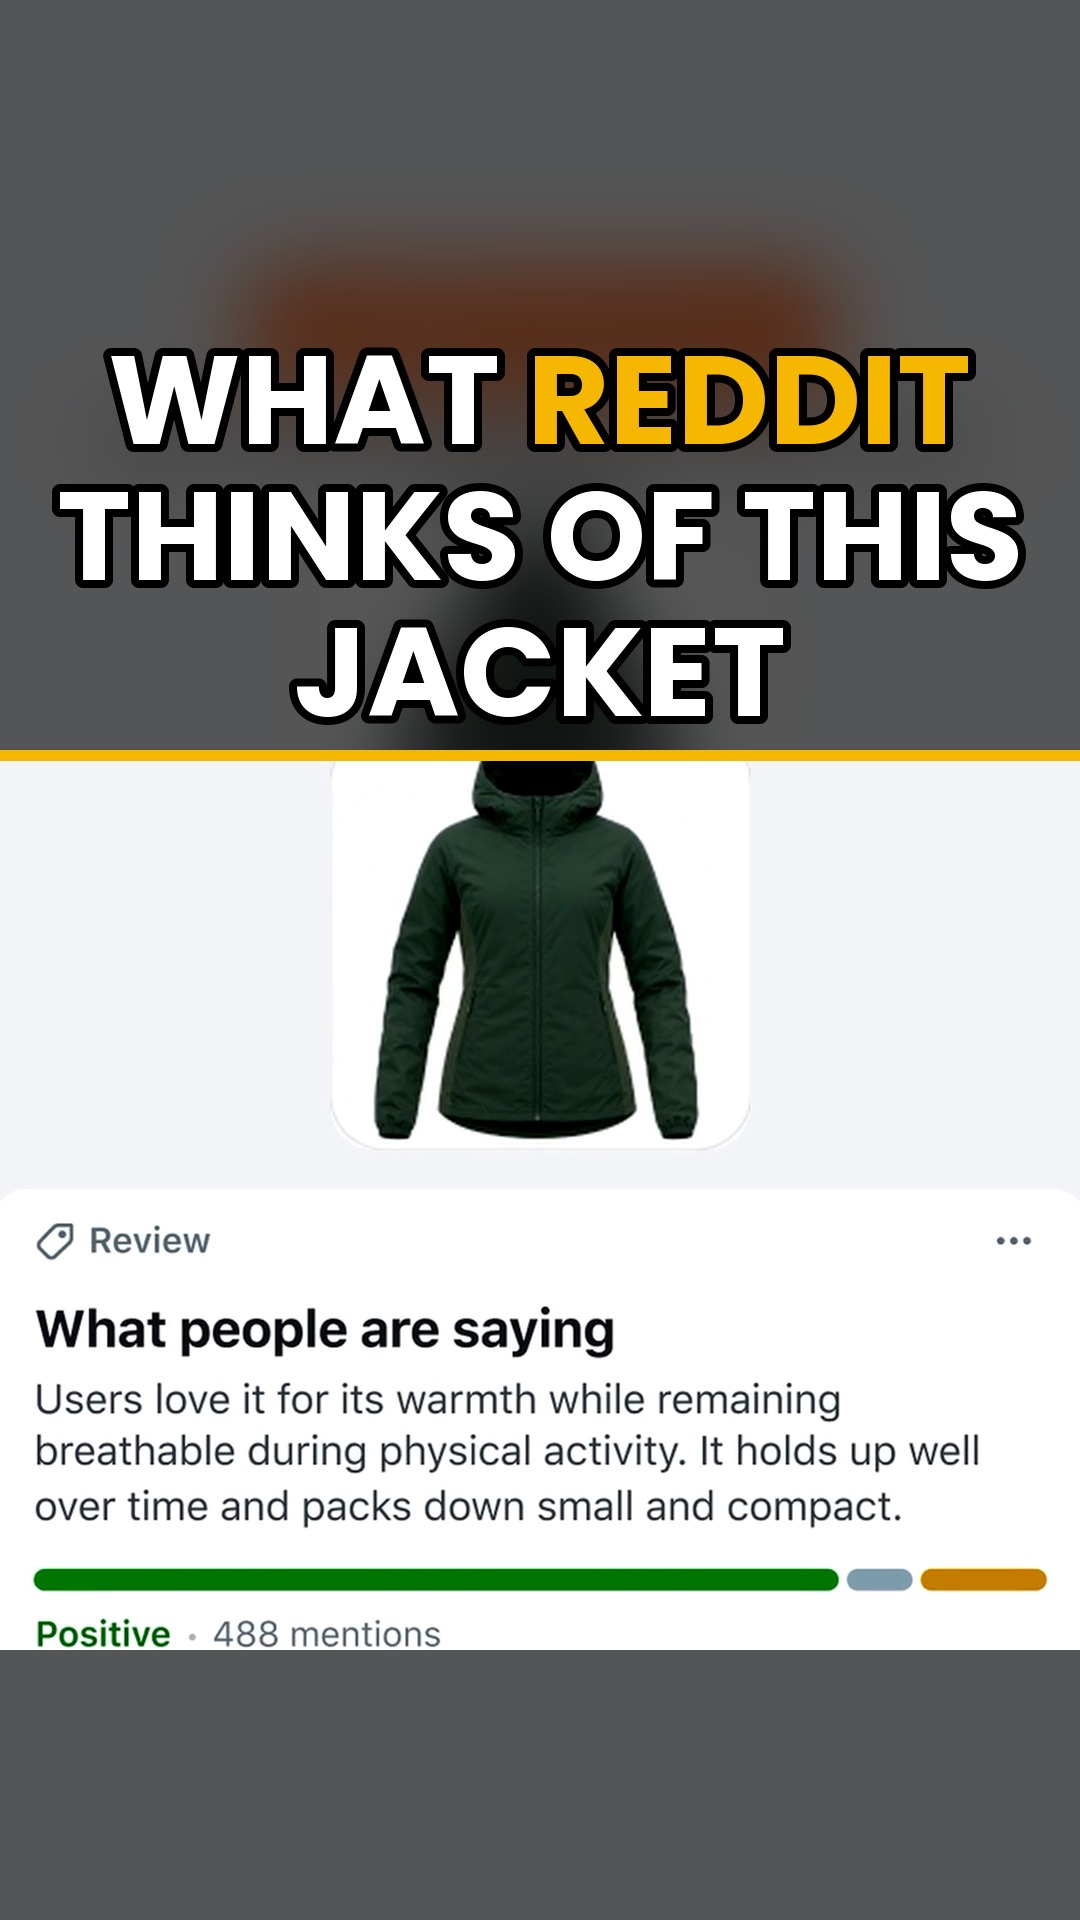 WHAT REDDIT
THINKS OF THIS
JACKET
Review
What people are saying
Users love it for its warmth while remaining
breathable during physical activity. It holds up well
over time and packs down small and compact.
Positive • 488 mentions